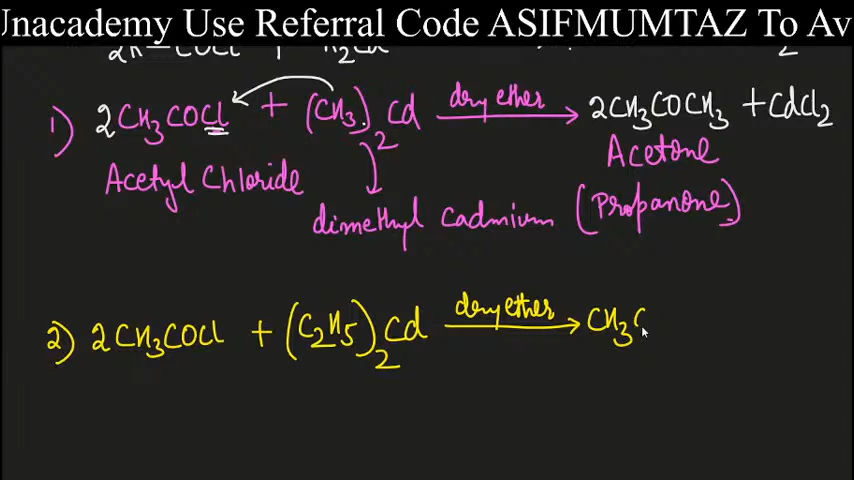 Unacademy Use Referral Code ASIFMUMTAZ To Av
1) 2CH3COCl + (CH3)2Cd dry ether → 2CH3COCH3 + CdCl2
Acetyl Chloride
dimethyl Cadmium
Acetone
(Propanone)
2) 2CH3COCl + (C2H5)2Cd dry ether → CH3C